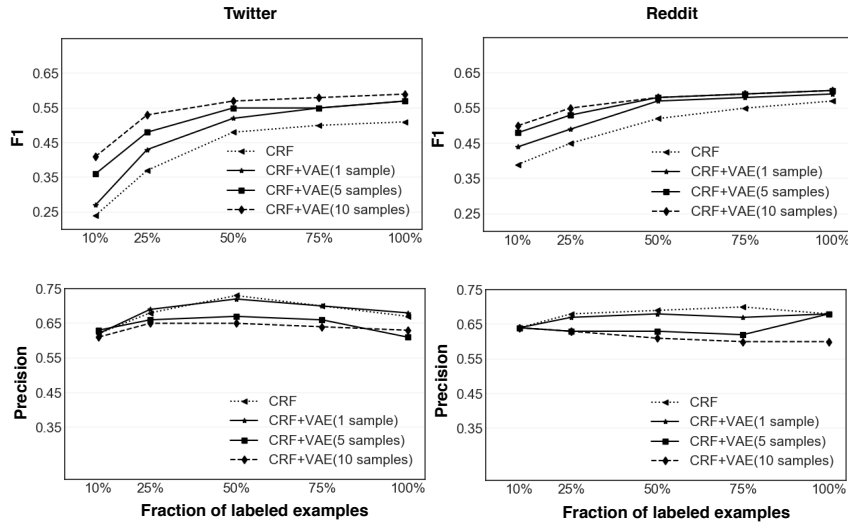 Twitter
Reddit
F1
0.65
0.55
0.45
0.35
0.25
CRF
CRF+VAE(1 sample)
CRF+VAE(5 samples)
CRF+VAE(10 samples)
10% 25% 50% 75% 100%
F1
0.65
0.55
0.45
0.35
0.25
CRF
CRF+VAE(1 sample)
CRF+VAE(5 samples)
CRF+VAE(10 samples)
10% 25% 50% 75% 100%
Precision
0.75
0.65
0.55
0.45
0.35
CRF
CRF+VAE(1 sample)
CRF+VAE(5 samples)
CRF+VAE(10 samples)
10% 25% 50% 75% 100%
Fraction of labeled examples
Precision
0.75
0.65
0.55
0.45
0.35
CRF
CRF+VAE(1 sample)
CRF+VAE(5 samples)
CRF+VAE(10 samples)
10% 25% 50% 75% 100%
Fraction of labeled examples